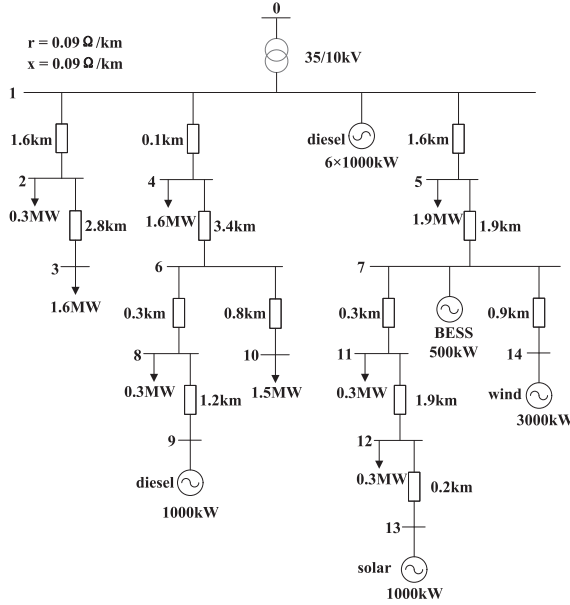 0
r = 0.09 Ω/km
x = 0.09 Ω/km
35/10kV
1
1.6km
0.1km
diesel
6×1000kW
1.6km
2
0.3MW
4
1.6MW
5
1.9MW
2.8km
3.4km
1.9km
3
1.6MW
6
7
0.3km
0.8km
0.3km
BESS
500kW
0.9km
8
0.3MW
10
1.5MW
11
0.3MW
14
wind
3000kW
1.2km
1.9km
9
12
0.3MW
diesel
1000kW
0.2km
13
solar
1000kW